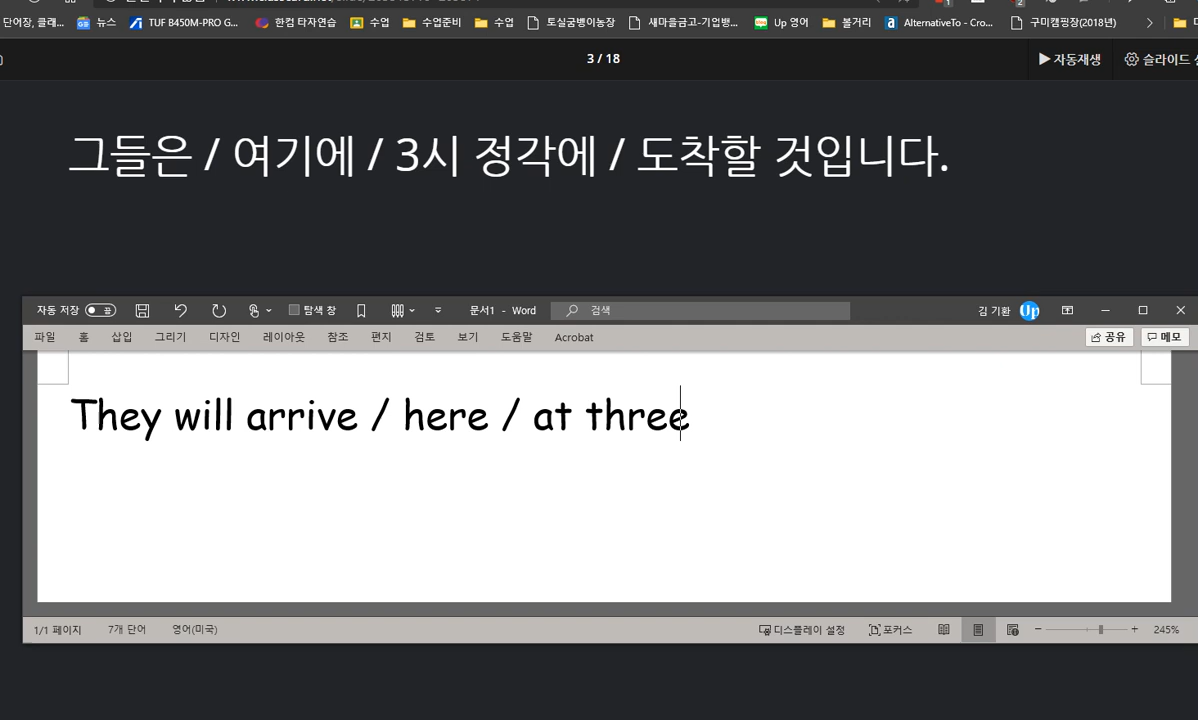 단어장, 클래... 뉴스 TUF B450M-PRO G... 한컴 타자연습 수업 수업준비 수업 토실굼벵이농장 새마을금고-기업뱅... Up 영어 볼거리 AlternativeTo - Cro... 구미캠핑장(2018년)
3 / 18 자동재생 슬라이드
그들은 / 여기에 / 3시 정각에 / 도착할 것입니다.
자동 저장 끔 탐색 창 문서1 - Word 검색 김 기환 Up
파일 홈 삽입 그리기 디자인 레이아웃 참조 편지 검토 보기 도움말 Acrobat 공유 메모
They will arrive / here / at three
1/1 페이지 7개 단어 영어(미국) 디스플레이 설정 포커스 245%